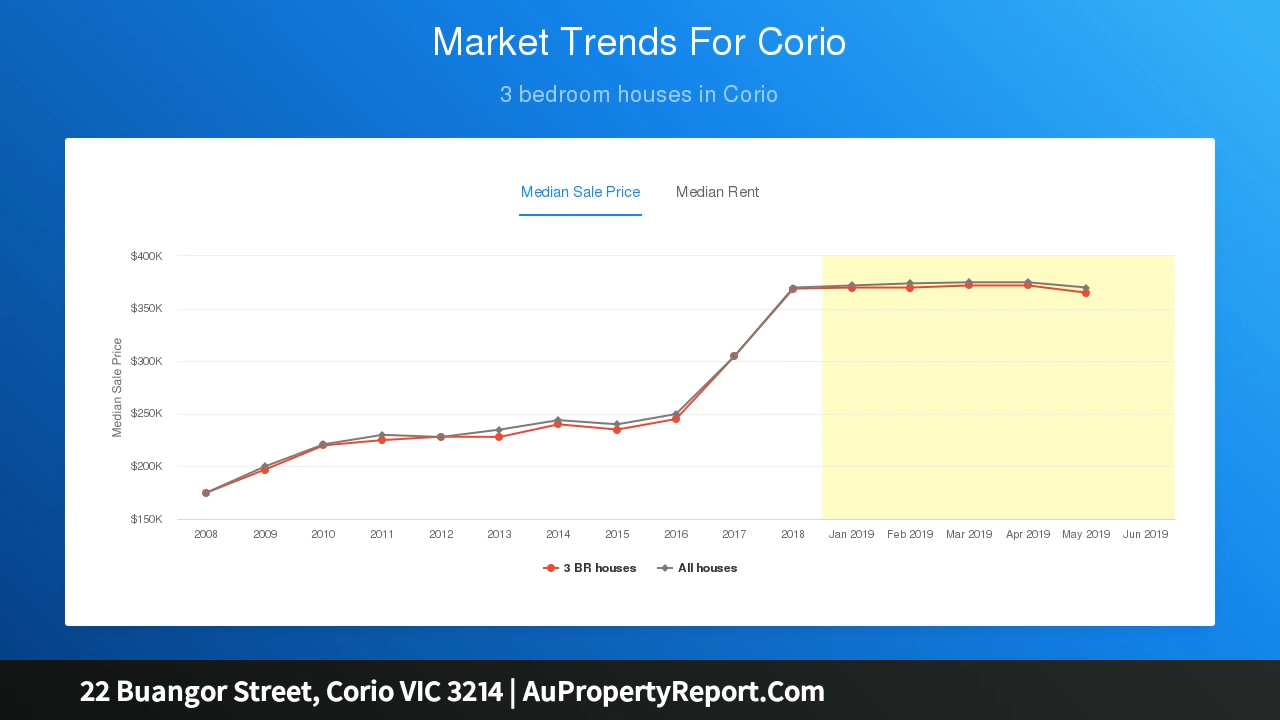 Market Trends For Corio
3 bedroom houses in Corio
Median Sale Price Median Rent
Median Sale Price
$400K
$350K
$300K
$250K
$200K
$150K
2008 2009 2010 2011 2012 2013 2014 2015 2016 2017 2018 Jan 2019 Feb 2019 Mar 2019 Apr 2019 May 2019 Jun 2019
3 BR houses All houses
22 Buangor Street, Corio VIC 3214 | AuPropertyReport.Com